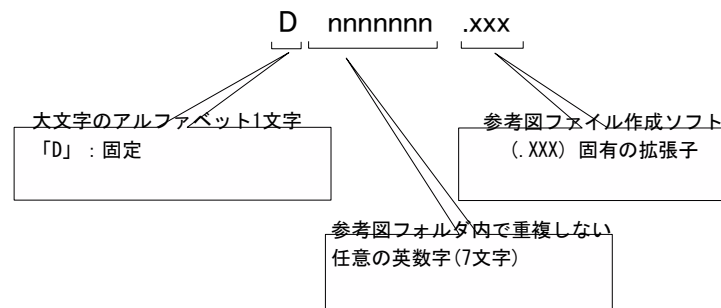 D nnnnnnn .xxx
大文字のアルファベット1文字
「D」：固定
参考図ファイル作成ソフト
(.XXX) 固有の拡張子
参考図フォルダ内で重複しない
任意の英数字(7文字)